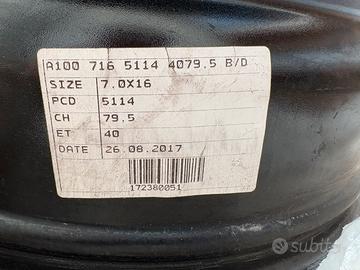 A100 716 5114 4079.5 B/D
SIZE 7.0X16
PCD 5114
CH 79,5
ET 40
DATE 26.08.2017
172380051
subito